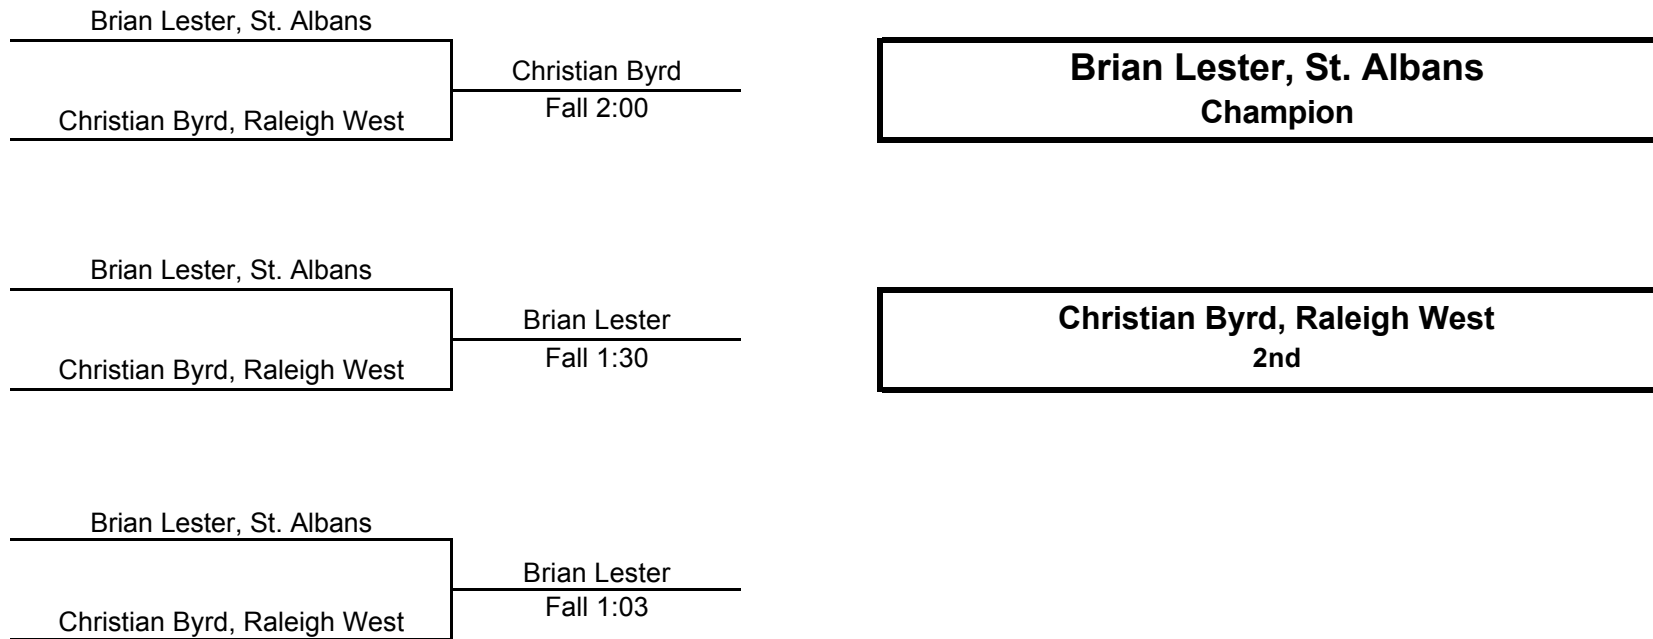 Brian Lester, St. Albans
Christian Byrd
Fall 2:00
Christian Byrd, Raleigh West
Brian Lester, St. Albans
Champion
Brian Lester, St. Albans
Brian Lester
Fall 1:30
Christian Byrd, Raleigh West
Christian Byrd, Raleigh West
2nd
Brian Lester, St. Albans
Brian Lester
Fall 1:03
Christian Byrd, Raleigh West